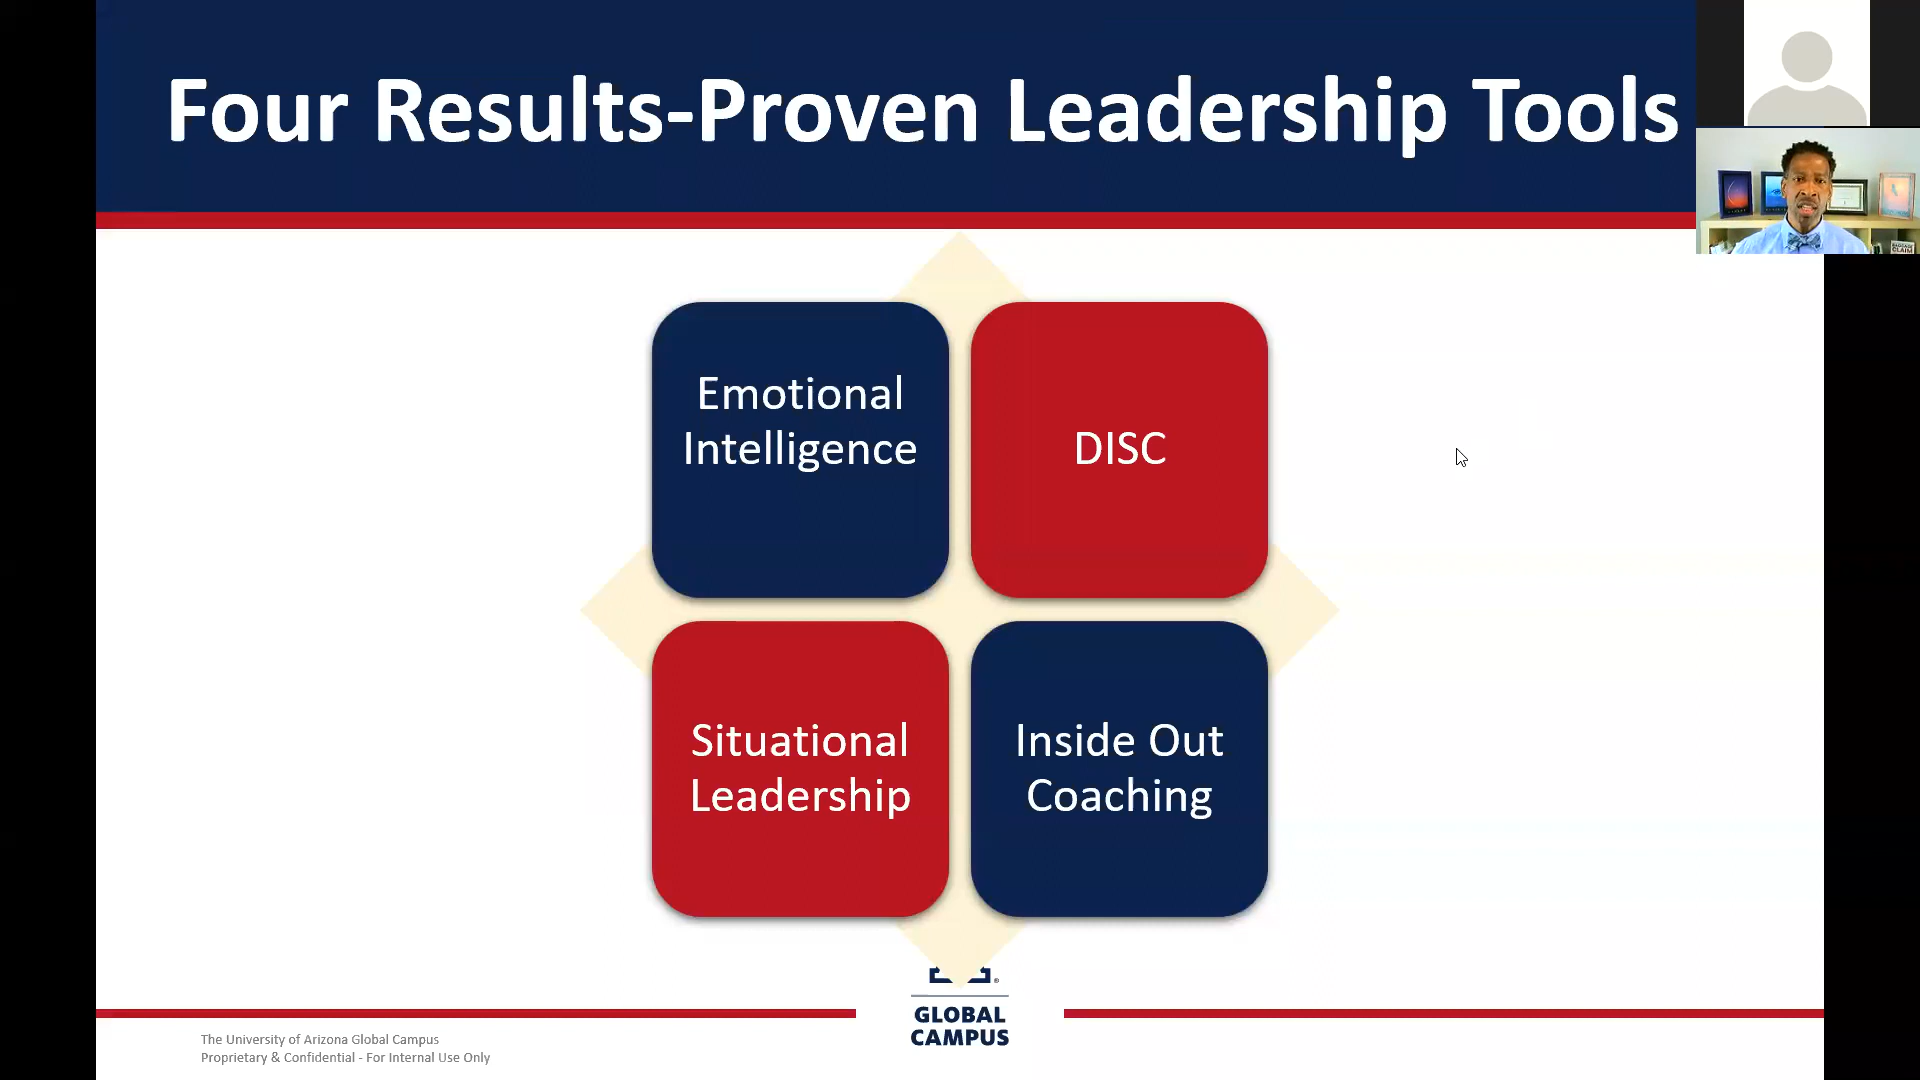 Four Results-Proven Leadership Tools
Emotional
Intelligence
DISC
Situational
Leadership
Inside Out
Coaching
®
GLOBAL
CAMPUS
The University of Arizona Global Campus
Proprietary & Confidential - For Internal Use Only
CLAIM